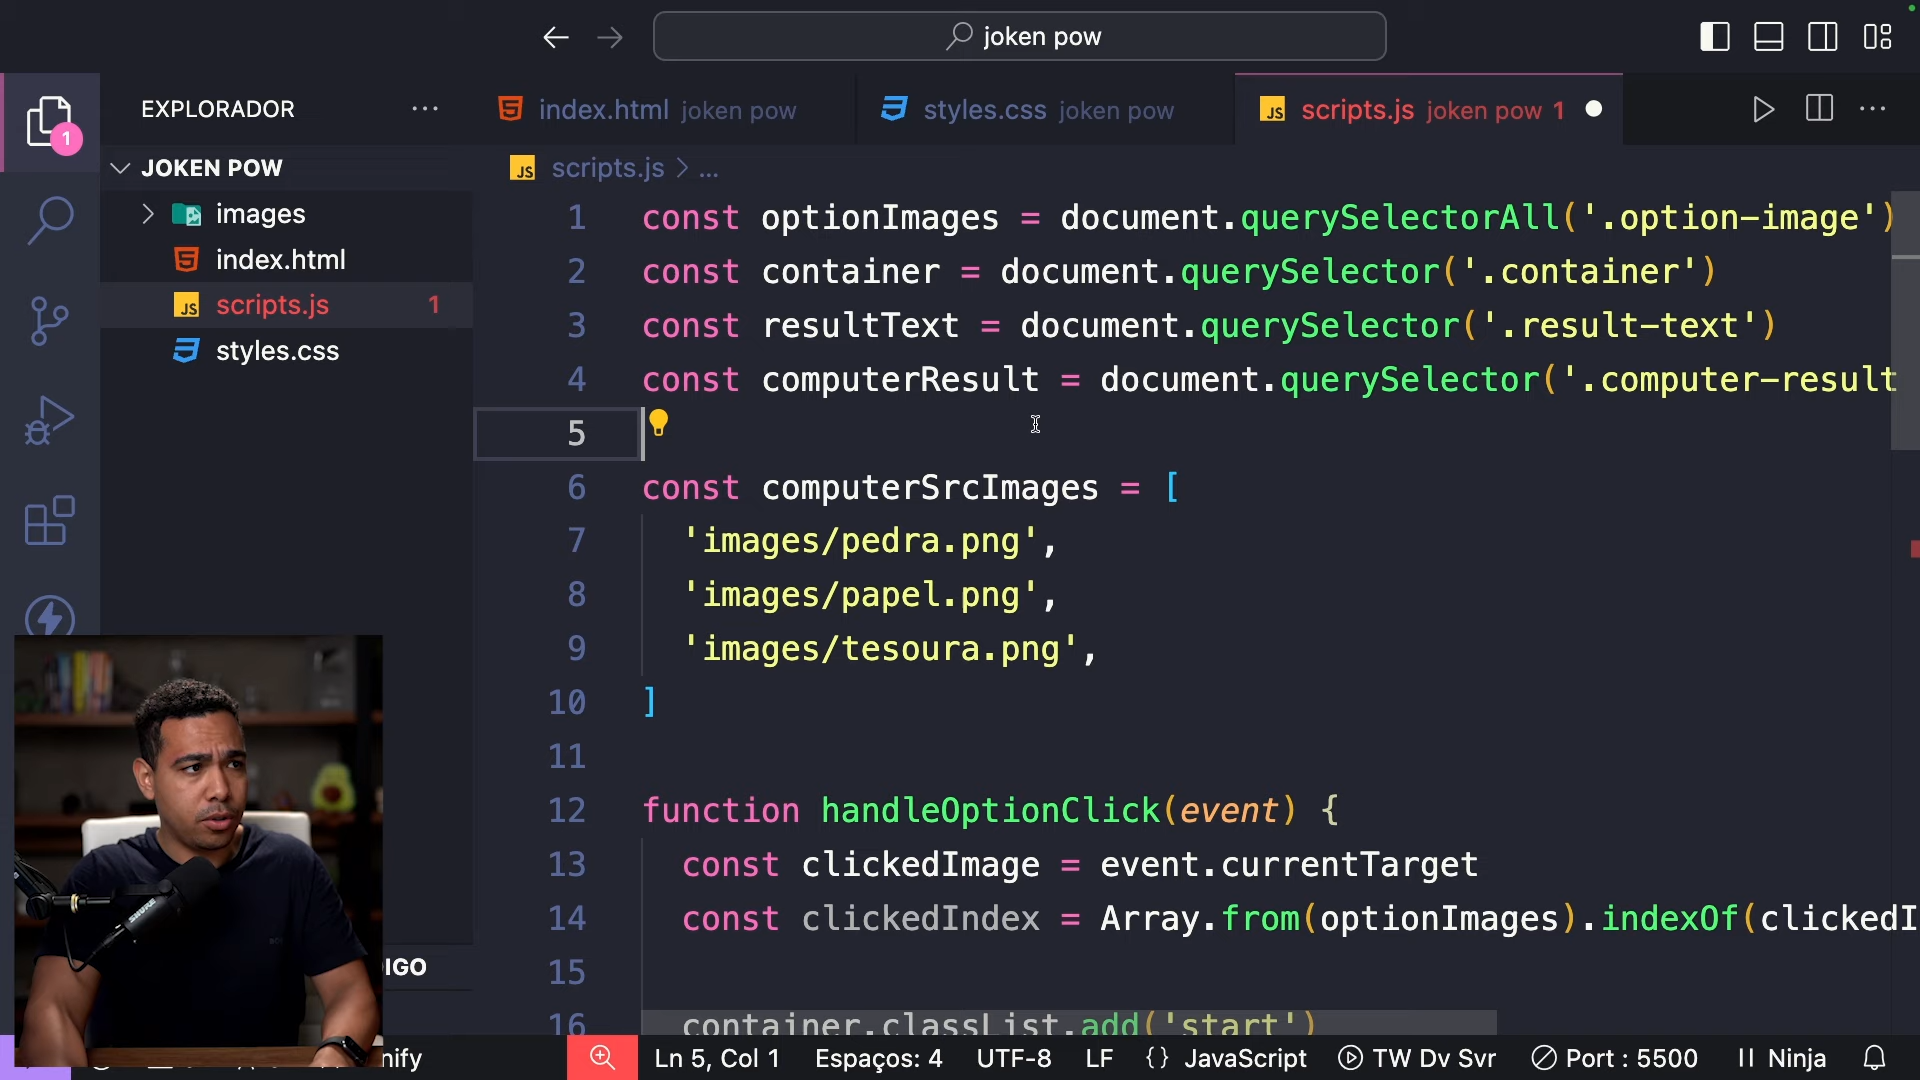 joken pow
EXPLORADOR
index.html joken pow
styles.css joken pow
JS scripts.js joken pow 1
1
JOKEN POW
JS scripts.js > ...
images
index.html
JS scripts.js 1
styles.css
1 const optionImages = document.querySelectorAll('.option-image')
2 const container = document.querySelector('.container')
3 const resultText = document.querySelector('.result-text')
4 const computerResult = document.querySelector('.computer-result
5
6 const computerSrcImages = [
7 'images/pedra.png',
8 'images/papel.png',
9 'images/tesoura.png',
10 ]
11
12 function handleOptionClick(event) {
13 const clickedImage = event.currentTarget
14 const clickedIndex = Array.from(optionImages).indexOf(clickedI
15
16 container.classList.add('start')
SHURE
IGO
nify
Ln 5, Col 1 Espaços: 4 UTF-8 LF {} JavaScript TW Dv Svr Port : 5500 Ninja